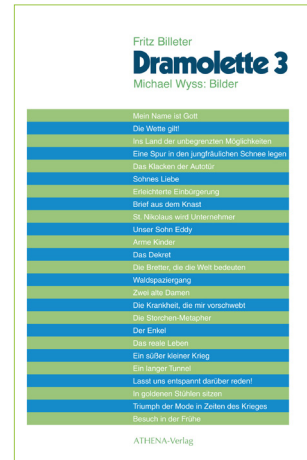 Fritz Billeter
Dramolette 3
Michael Wyss: Bilder
Mein Name ist Gott
Die Wette gilt!
Ins Land der unbegrenzten Möglichkeiten
Eine Spur in den jungfräulichen Schnee legen
Das Klacken der Autotür
Sohnes Liebe
Erleichterte Einbürgerung
Brief aus dem Knast
St. Nikolaus wird Unternehmer
Unser Sohn Eddy
Arme Kinder
Das Dekret
Die Bretter, die die Welt bedeuten
Waldspaziergang
Zwei alte Damen
Die Krankheit, die mir vorschwebt
Die Storchen-Metapher
Der Enkel
Das reale Leben
Ein süßer kleiner Krieg
Ein langer Tunnel
Lasst uns entspannt darüber reden!
In goldenen Stühlen sitzen
Triumph der Mode in Zeiten des Krieges
Besuch in der Frühe
ATHENA-Verlag